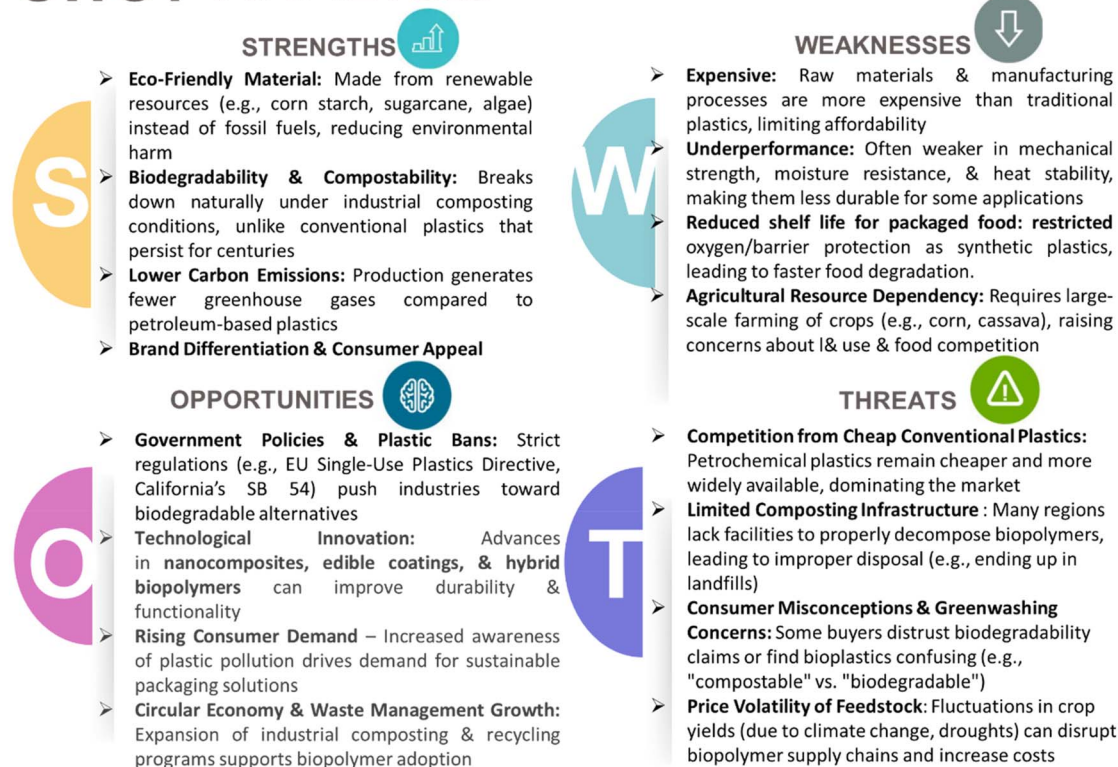 STRENGTHS
➤ Eco-Friendly Material: Made from renewable
resources (e.g., corn starch, sugarcane, algae)
instead of fossil fuels, reducing environmental
harm
➤ Biodegradability & Compostability: Breaks
down naturally under industrial composting
conditions, unlike conventional plastics that
persist for centuries
➤ Lower Carbon Emissions: Production generates
fewer greenhouse gases compared to
petroleum-based plastics
➤ Brand Differentiation & Consumer Appeal
S
WEAKNESSES
➤ Expensive: Raw materials & manufacturing
processes are more expensive than traditional
plastics, limiting affordability
➤ Underperformance: Often weaker in mechanical
strength, moisture resistance, & heat stability,
making them less durable for some applications
➤ Reduced shelf life for packaged food: restricted
oxygen/barrier protection as synthetic plastics,
leading to faster food degradation.
➤ Agricultural Resource Dependency: Requires large-
scale farming of crops (e.g., corn, cassava), raising
concerns about l& use & food competition
W
OPPORTUNITIES
➤ Government Policies & Plastic Bans: Strict
regulations (e.g., EU Single-Use Plastics Directive,
California's SB 54) push industries toward
biodegradable alternatives
➤ Technological Innovation: Advances
in nanocomposites, edible coatings, & hybrid
biopolymers can improve durability &
functionality
➤ Rising Consumer Demand – Increased awareness
of plastic pollution drives demand for sustainable
packaging solutions
➤ Circular Economy & Waste Management Growth:
Expansion of industrial composting & recycling
programs supports biopolymer adoption
O
THREATS
➤ Competition from Cheap Conventional Plastics:
Petrochemical plastics remain cheaper and more
widely available, dominating the market
➤ Limited Composting Infrastructure : Many regions
lack facilities to properly decompose biopolymers,
leading to improper disposal (e.g., ending up in
landfills)
➤ Consumer Misconceptions & Greenwashing
Concerns: Some buyers distrust biodegradability
claims or find bioplastics confusing (e.g.,
"compostable" vs. "biodegradable")
➤ Price Volatility of Feedstock: Fluctuations in crop
yields (due to climate change, droughts) can disrupt
biopolymer supply chains and increase costs
T